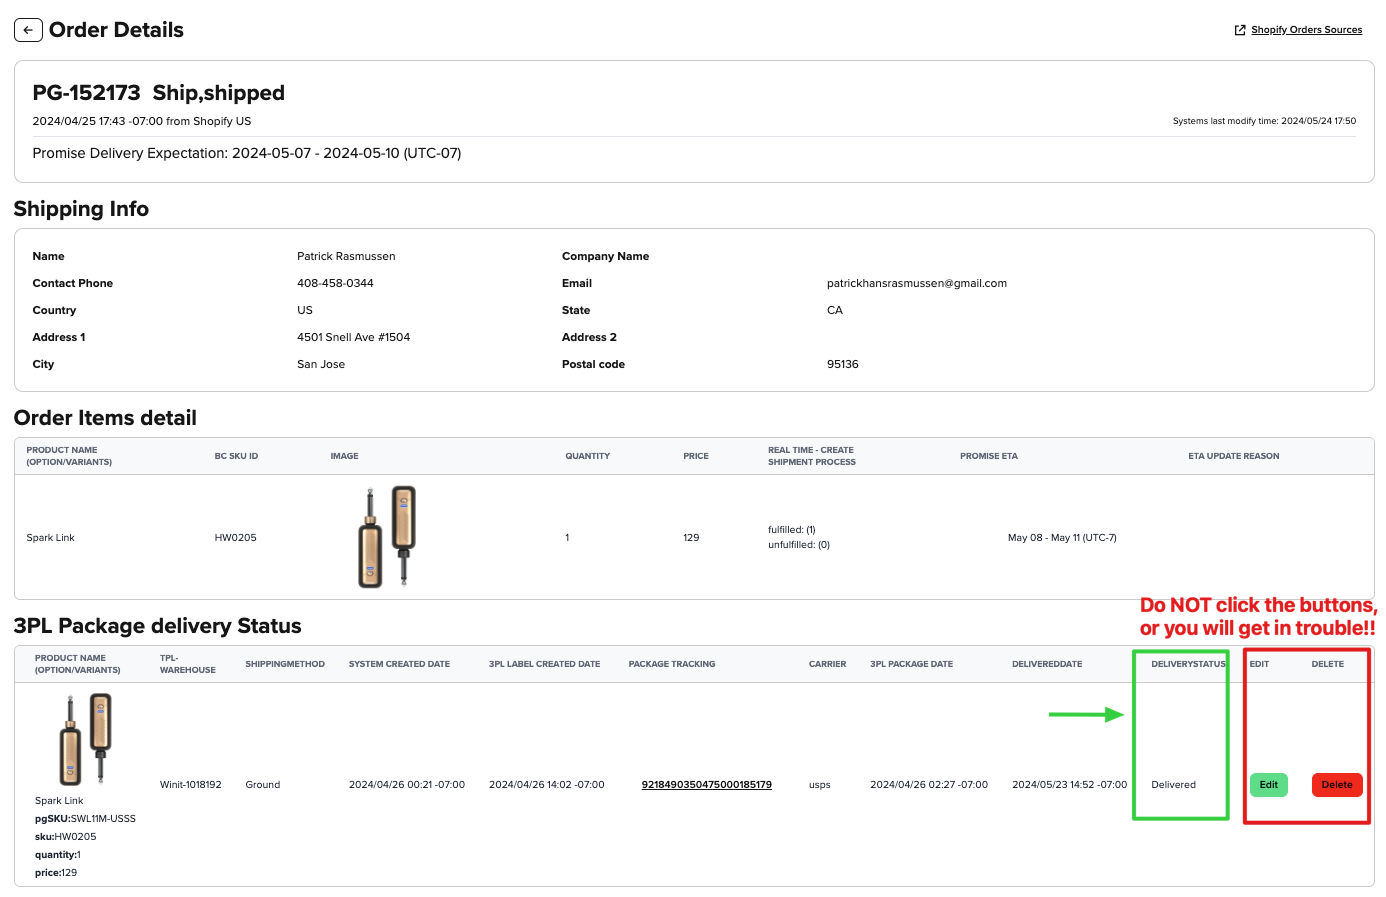 Order Details
Shopify Orders Sources
PG-152173 Ship,shipped
2024/04/25 17:43 -07:00 from Shopify US
Systems last modify time: 2024/05/24 17:50
Promise Delivery Expectation: 2024-05-07 - 2024-05-10 (UTC-07)
Shipping Info
Name Patrick Rasmussen Company Name
Contact Phone 408-458-0344 Email patrickhansrasmussen@gmail.com
Country US State CA
Address 1 4501 Snell Ave #1504 Address 2
City San Jose Postal code 95136
Order Items detail
PRODUCT NAME (OPTION/VARIANTS) BC SKU ID IMAGE QUANTITY PRICE REAL TIME - CREATE SHIPMENT PROCESS PROMISE ETA ETA UPDATE REASON
Spark Link HW0205 1 129 fulfilled: (1) unfulfilled: (0) May 08 - May 11 (UTC-7)
Do NOT click the buttons,
or you will get in trouble!!
3PL Package delivery Status
PRODUCT NAME (OPTION/VARIANTS) TPL-WAREHOUSE SHIPPINGMETHOD SYSTEM CREATED DATE 3PL LABEL CREATED DATE PACKAGE TRACKING CARRIER 3PL PACKAGE DATE DELIVEREDDATE DELIVERYSTATUS EDIT DELETE
Winit-1018192 Ground 2024/04/26 00:21 -07:00 2024/04/26 14:02 -07:00 9218490350475000185179 usps 2024/04/26 02:27 -07:00 2024/05/23 14:52 -07:00 Delivered Edit Delete
Spark Link
pgSKU:SWL11M-USSS
sku:HW0205
quantity:1
price:129